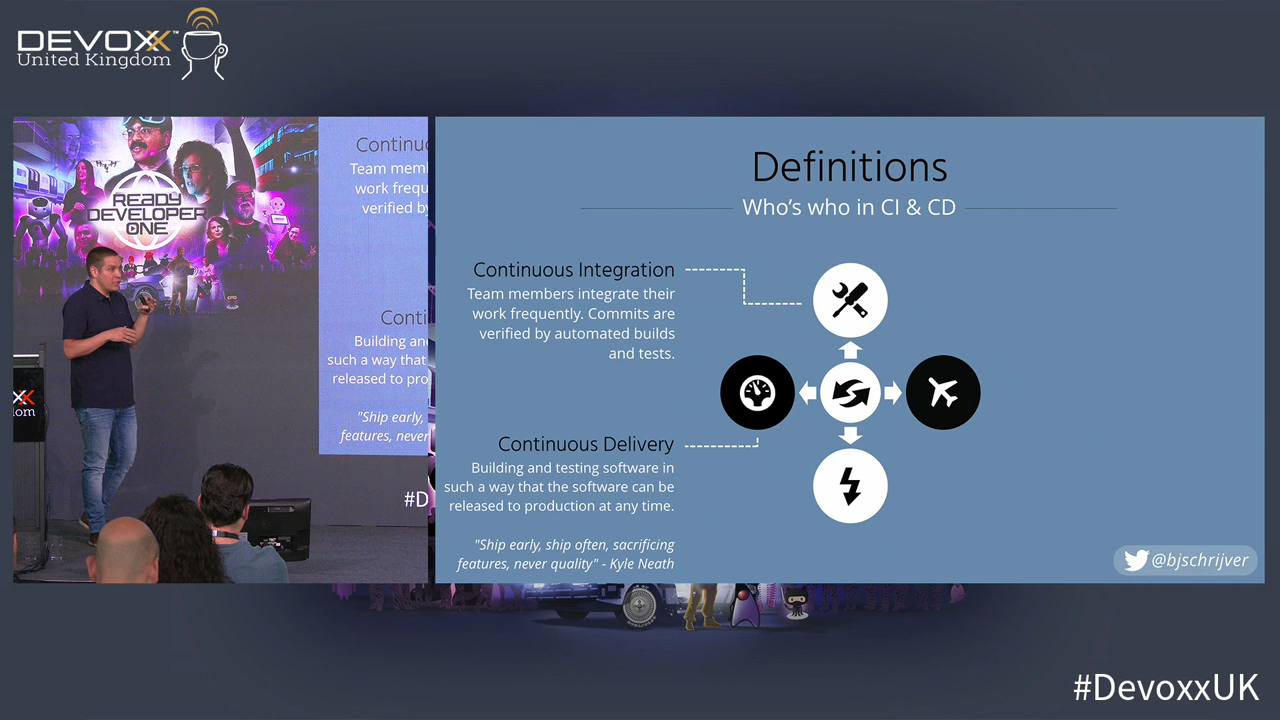 DEVOXX™
United Kingdom
READY
DEVELOPER
ONE
Continuo
Team mem
work frequ
verified by
Conti
Building an
such a way that
released to pro
"Ship early,
features, never
#D
XX
dom
Definitions
Who's who in CI & CD
Continuous Integration
Team members integrate their
work frequently. Commits are
verified by automated builds
and tests.
Continuous Delivery
Building and testing software in
such a way that the software can be
released to production at any time.
"Ship early, ship often, sacrificing
features, never quality" - Kyle Neath
@bjschrijver
#DevoxxUK